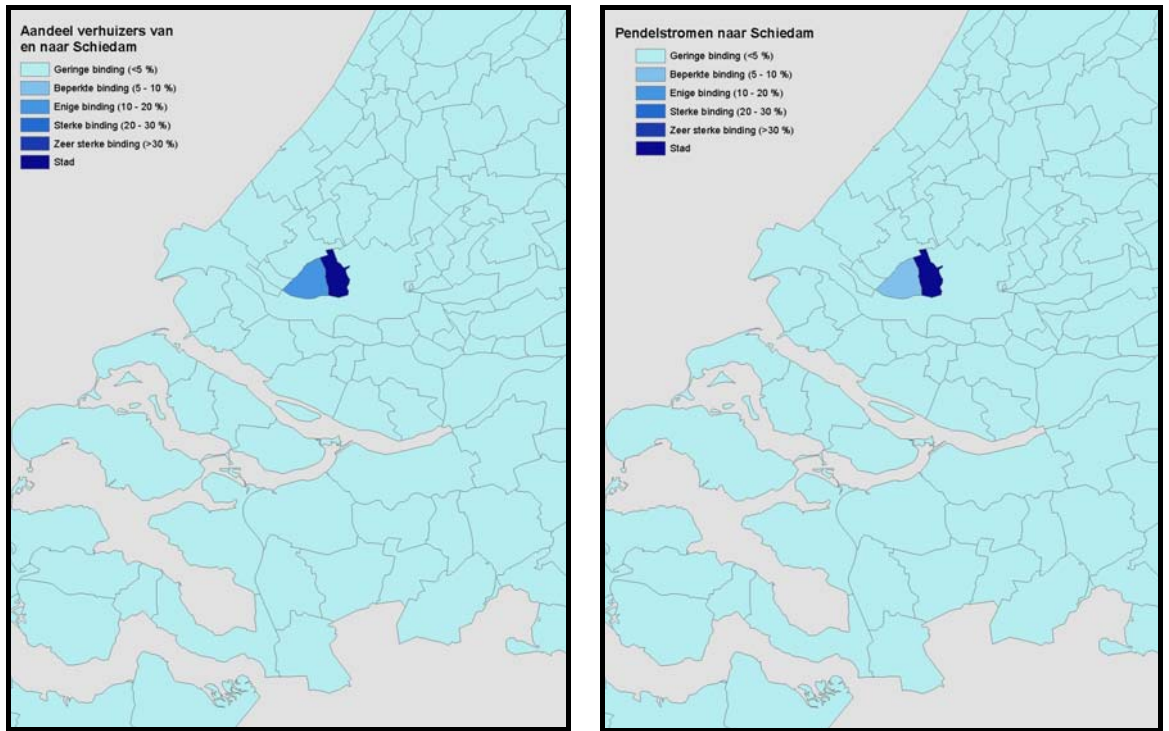 Aandeel verhuizers van
en naar Schiedam
Geringe binding (<5 %)
Beperkte binding (5 - 10 %)
Enige binding (10 - 20 %)
Sterke binding (20 - 30 %)
Zeer sterke binding (>30 %)
Stad
Pendelstromen naar Schiedam
Geringe binding (<5 %)
Beperkte binding (5 - 10 %)
Enige binding (10 - 20 %)
Sterke binding (20 - 30 %)
Zeer sterke binding (>30 %)
Stad